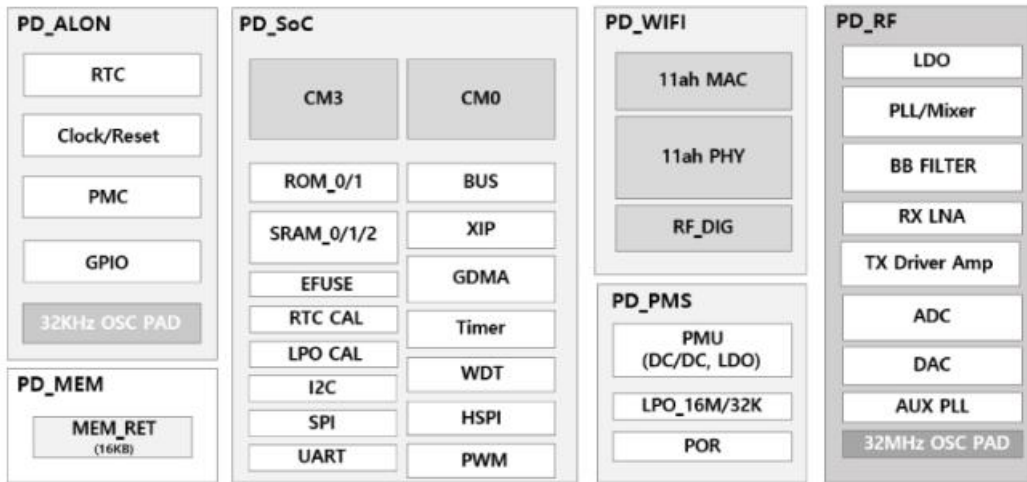 PD_ALON
RTC
Clock/Reset
PMC
GPIO
32KHz OSC PAD
PD_MEM
MEM_RET
(16KB)
PD_SoC
CM3
CM0
ROM_0/1
SRAM_0/1/2
EFUSE
RTC CAL
LPO CAL
I2C
SPI
UART
BUS
XIP
GDMA
Timer
WDT
HSPI
PWM
PD_WIFI
11ah MAC
11ah PHY
RF_DIG
PD_PMS
PMU
(DC/DC, LDO)
LPO_16M/32K
POR
PD_RF
LDO
PLL/Mixer
BB FILTER
RX LNA
TX Driver Amp
ADC
DAC
AUX PLL
32MHz OSC PAD